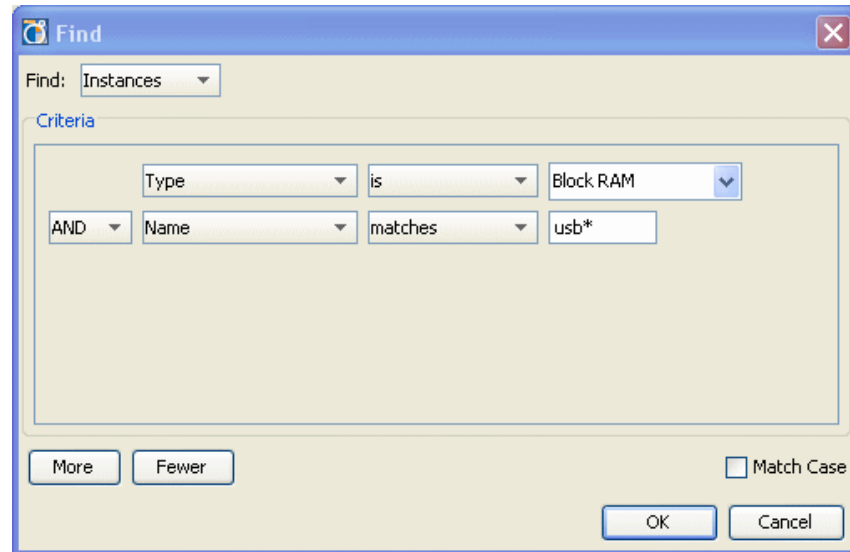 Find
Find: Instances
Criteria
Type is Block RAM
AND Name matches usb*
More Fewer Match Case
OK Cancel